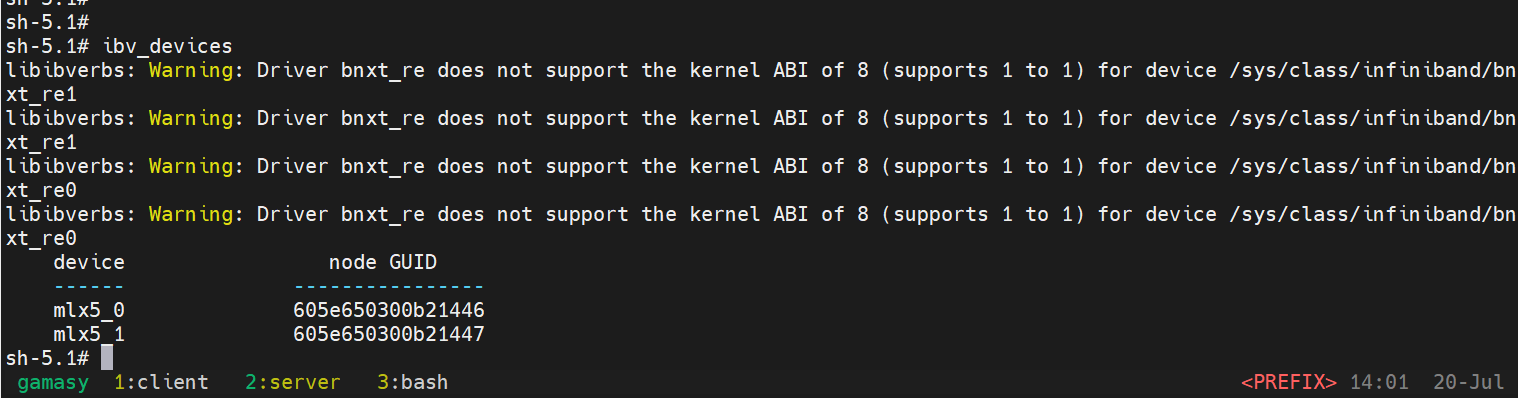 sh-5.1#
sh-5.1#
sh-5.1# ibv_devices
libibverbs: Warning: Driver bnxt_re does not support the kernel ABI of 8 (supports 1 to 1) for device /sys/class/infiniband/bn
xt_re1
libibverbs: Warning: Driver bnxt_re does not support the kernel ABI of 8 (supports 1 to 1) for device /sys/class/infiniband/bn
xt_re1
libibverbs: Warning: Driver bnxt_re does not support the kernel ABI of 8 (supports 1 to 1) for device /sys/class/infiniband/bn
xt_re0
libibverbs: Warning: Driver bnxt_re does not support the kernel ABI of 8 (supports 1 to 1) for device /sys/class/infiniband/bn
xt_re0
    device                 node GUID
    ------              ----------------
    mlx5_0              605e650300b21446
    mlx5_1              605e650300b21447
sh-5.1#
gamasy 1:client 2:server 3:bash <PREFIX> 14:01 20-Jul